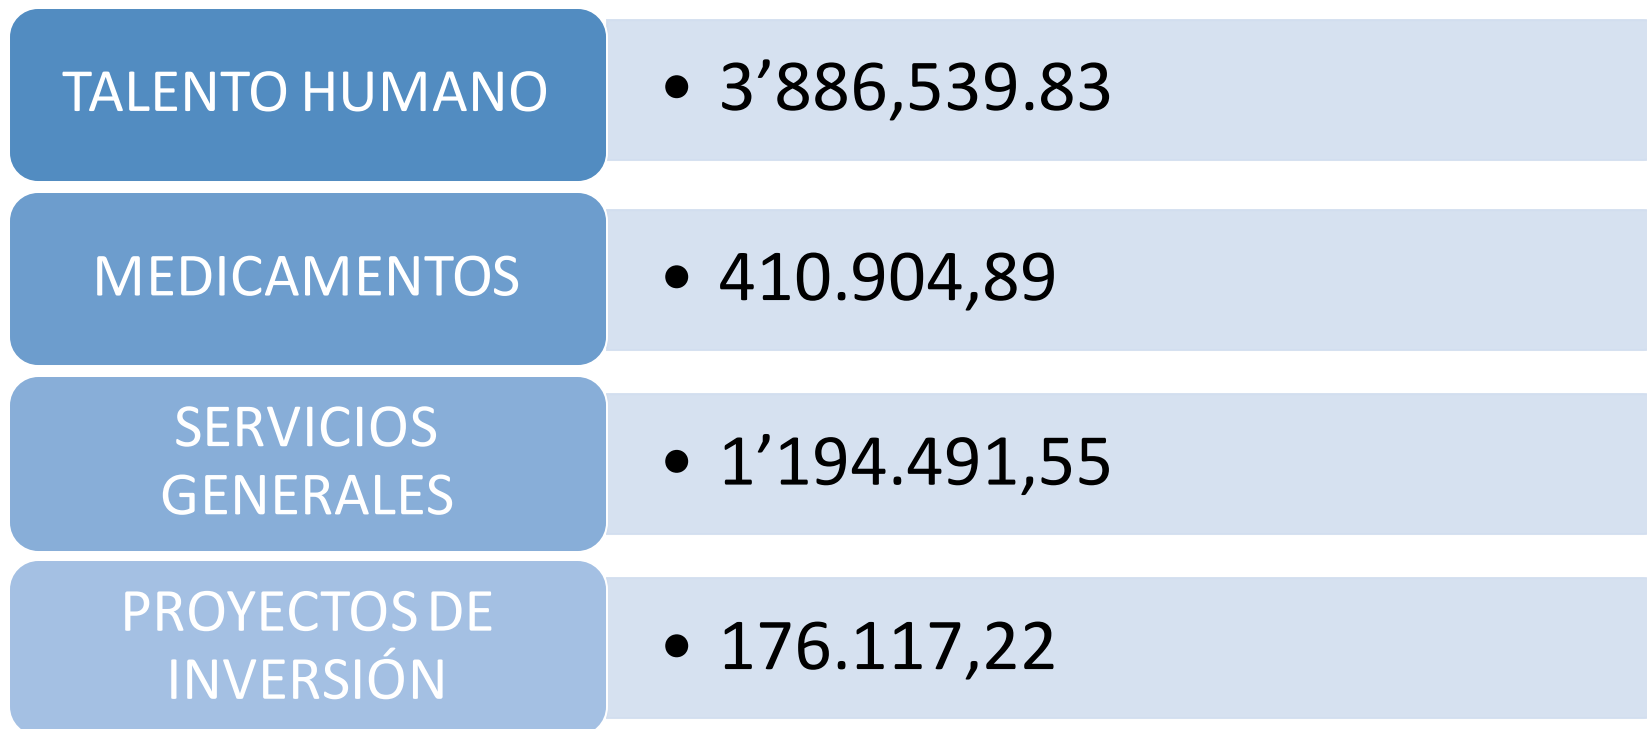 TALENTO HUMANO
• 3’886,539.83
MEDICAMENTOS
• 410.904,89
SERVICIOS
GENERALES
• 1’194.491,55
PROYECTOS DE
INVERSIÓN
• 176.117,22